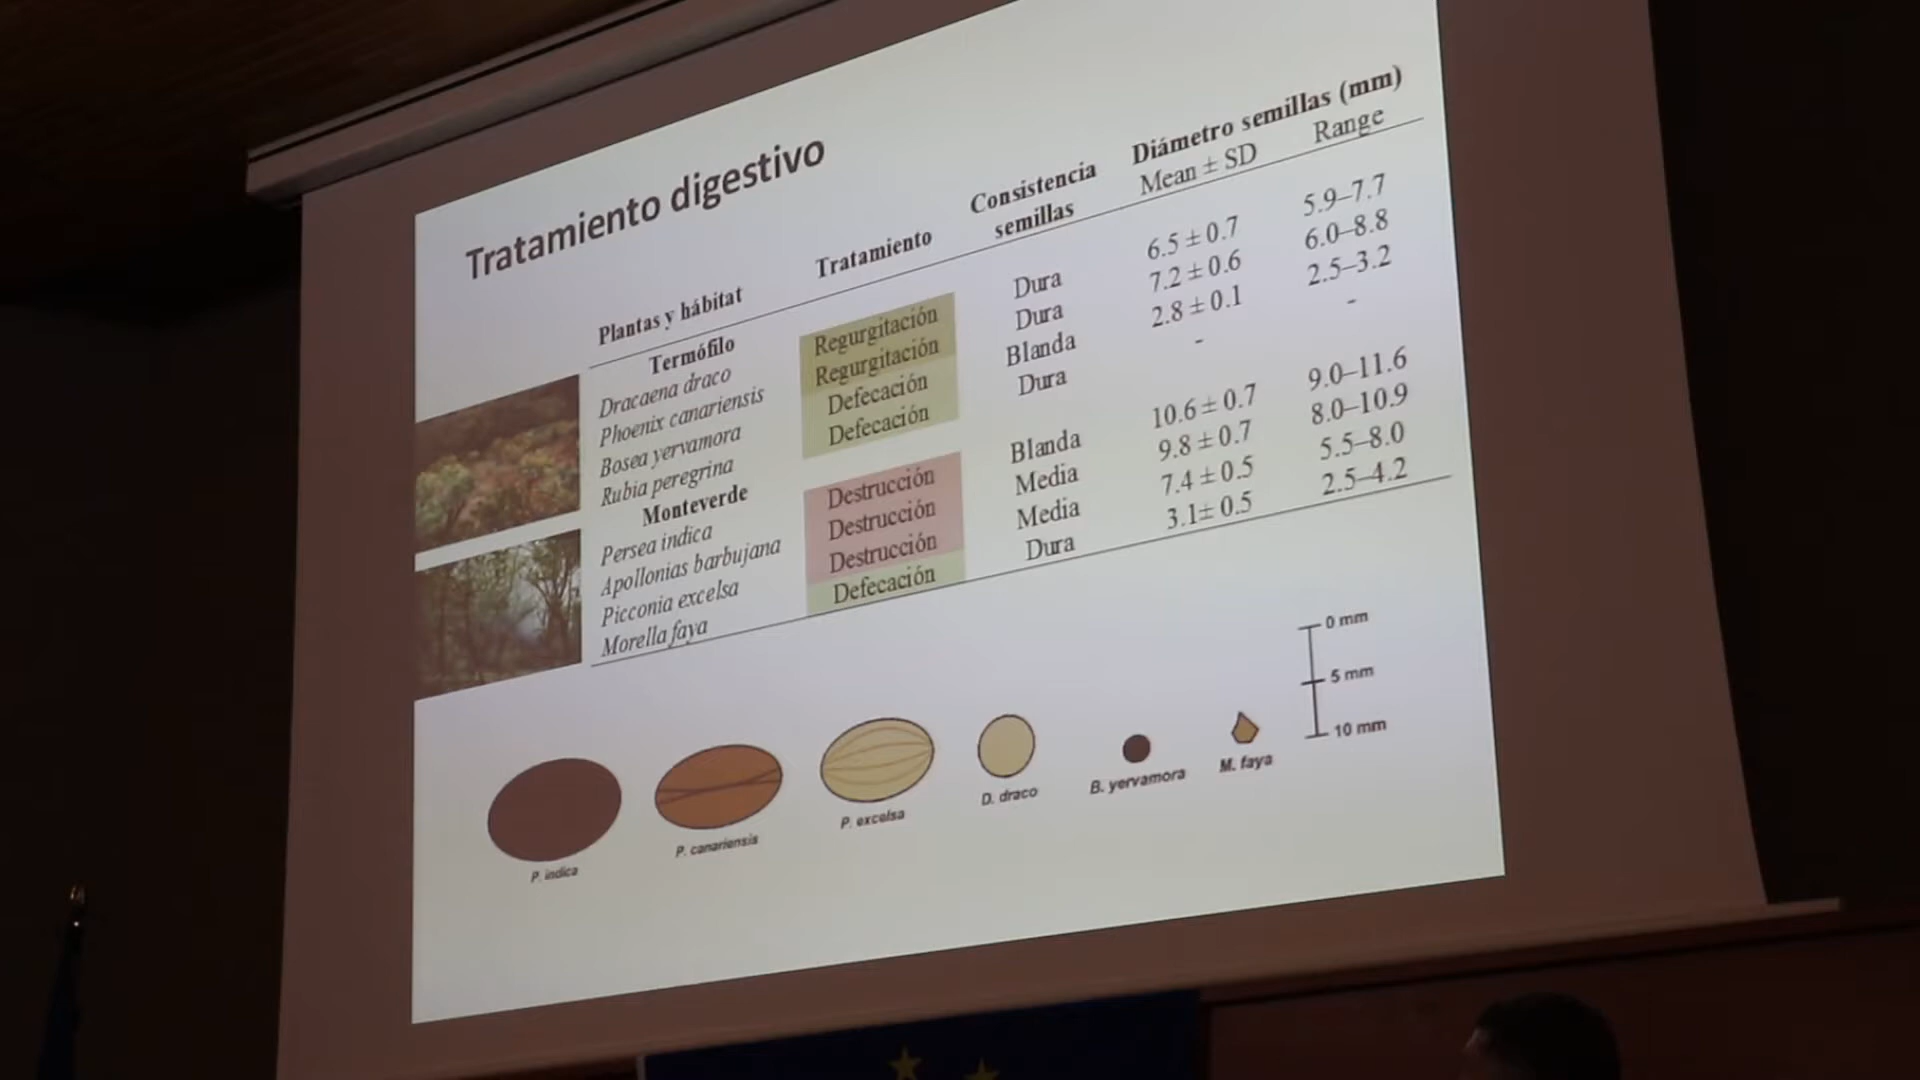 Tratamiento digestivo
Plantas y hábitat Tratamiento Consistencia semillas Diámetro semillas (mm)
Mean ± SD Range
Termófilo
Dracaena draco Regurgitación Dura 6.5 ± 0.7 5.9–7.7
Phoenix canariensis Regurgitación Dura 7.2 ± 0.6 6.0–8.8
Bosea yervamora Defecación Blanda 2.8 ± 0.1 2.5–3.2
Rubia peregrina Defecación Dura - -
Monteverde
Persea indica Destrucción Blanda 10.6 ± 0.7 9.0–11.6
Apollonias barbujana Destrucción Media 9.8 ± 0.7 8.0–10.9
Picconia excelsa Destrucción Media 7.4 ± 0.5 5.5–8.0
Morella faya Defecación Dura 3.1± 0.5 2.5–4.2
0 mm
5 mm
10 mm
P. indica
P. canariensis
P. excelsa
D. draco
B. yervamora
M. faya